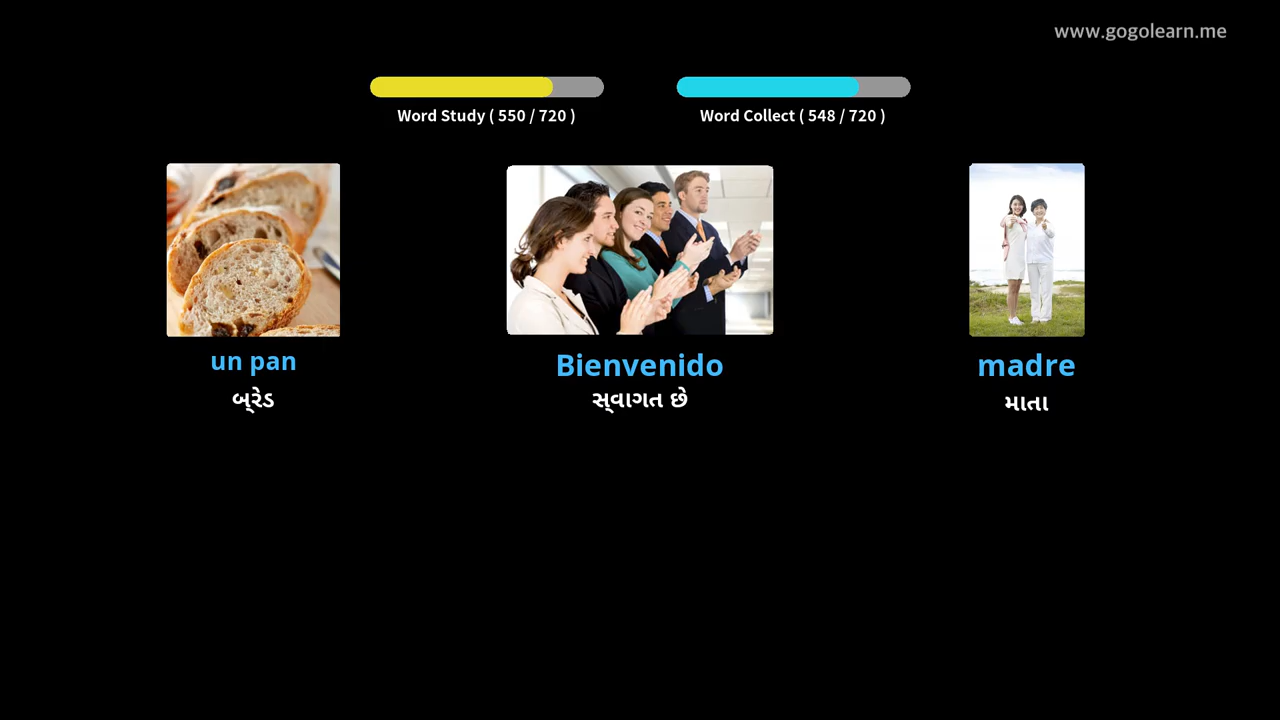 www.gogolearn.me
Word Study ( 550 / 720 )
Word Collect ( 548 / 720 )
un pan
Bienvenido
madre
બ્રેડ
સ્વાગત છે
માતા